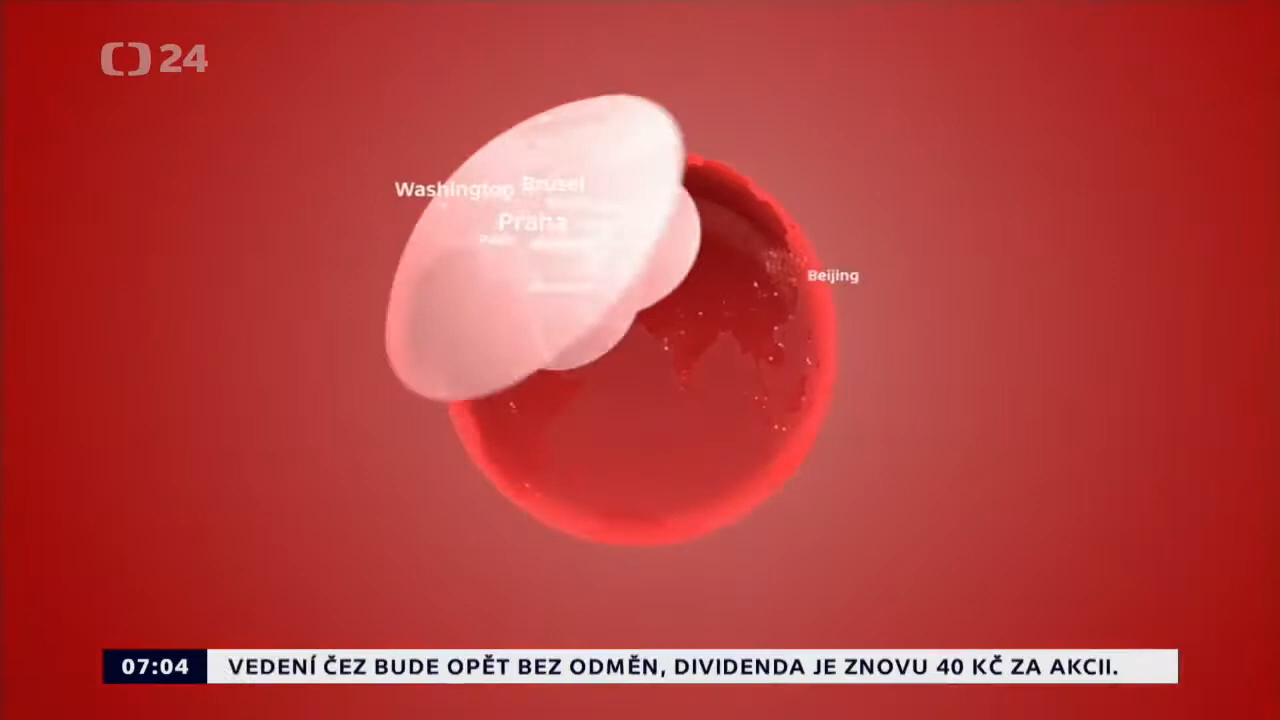 24
Washington
Brusel
Praha
Beijing
07:04
VEDENÍ ČEZ BUDE OPĚT BEZ ODMĚN, DIVIDENDA JE ZNOVU 40 KČ ZA AKCII.